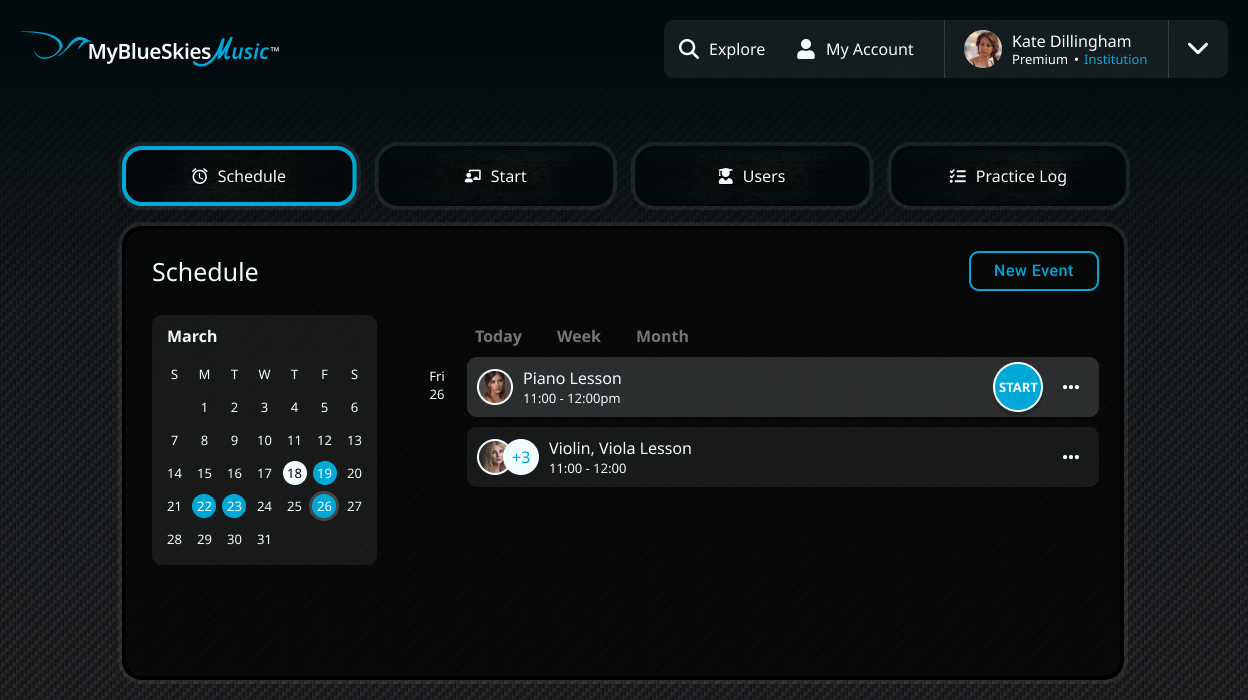 MyBlueSkiesMusic™
Explore
My Account
Kate Dillingham
Premium • Institution
Schedule
Start
Users
Practice Log
Schedule
New Event
March
S M T W T F S
1 2 3 4 5 6
7 8 9 10 11 12 13
14 15 16 17 18 19 20
21 22 23 24 25 26 27
28 29 30 31
Today Week Month
Fri
26
Piano Lesson
11:00 - 12:00pm
START
+3
Violin, Viola Lesson
11:00 - 12:00